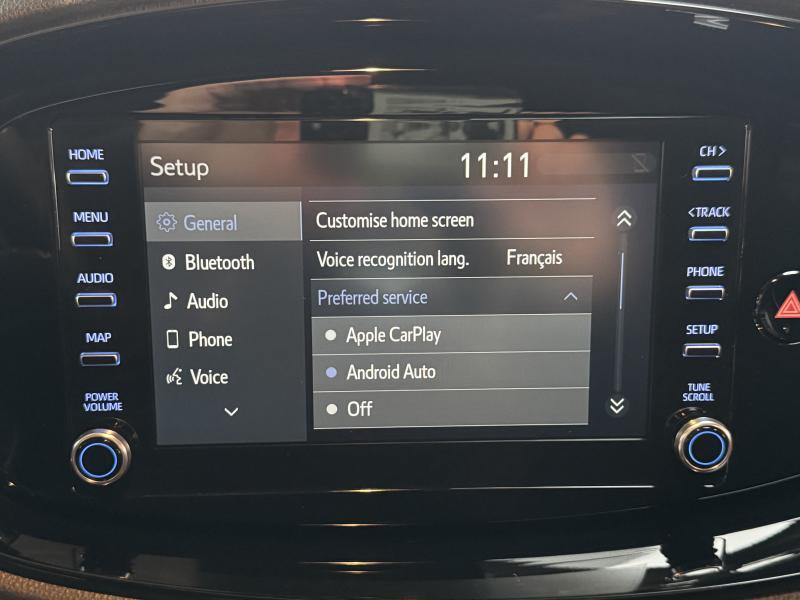 HOME
MENU
AUDIO
MAP
POWER
VOLUME
Setup
11:11
General
Bluetooth
Audio
Phone
Voice
Customise home screen
Voice recognition lang. Français
Preferred service
Apple CarPlay
Android Auto
Off
CH>
<TRACK
PHONE
SETUP
TUNE
SCROLL